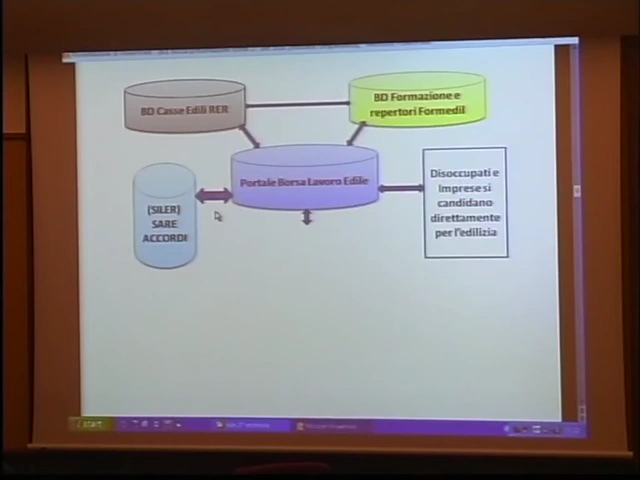 BD Casse Edili RER
BD Formazione e
repertori Formedil
Portale Borsa Lavoro Edile
(SILER)
SARE
ACCORDI
Disoccupati e
Imprese si
candidano
direttamente
per l'edilizia
start